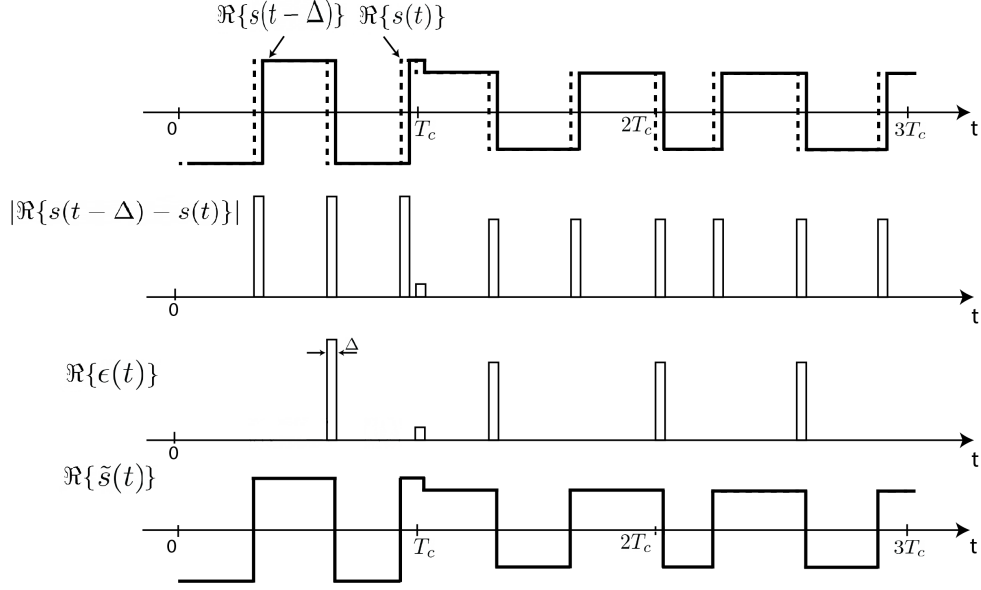 ℜ{s(t − Δ)} ℜ{s(t)}
0 T_c 2T_c 3T_c t
|ℜ{s(t − Δ) − s(t)}|
0 t
ℜ{ϵ(t)} Δ
0 t
ℜ{s̃(t)}
0 T_c 2T_c 3T_c t